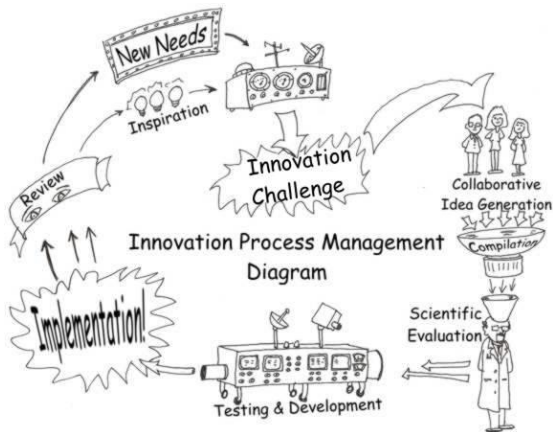 New Needs
Inspiration
Innovation
Challenge
Collaborative
Idea Generation
Compilation
Scientific
Evaluation
Testing & Development
Implementation!
Review
Innovation Process Management
Diagram